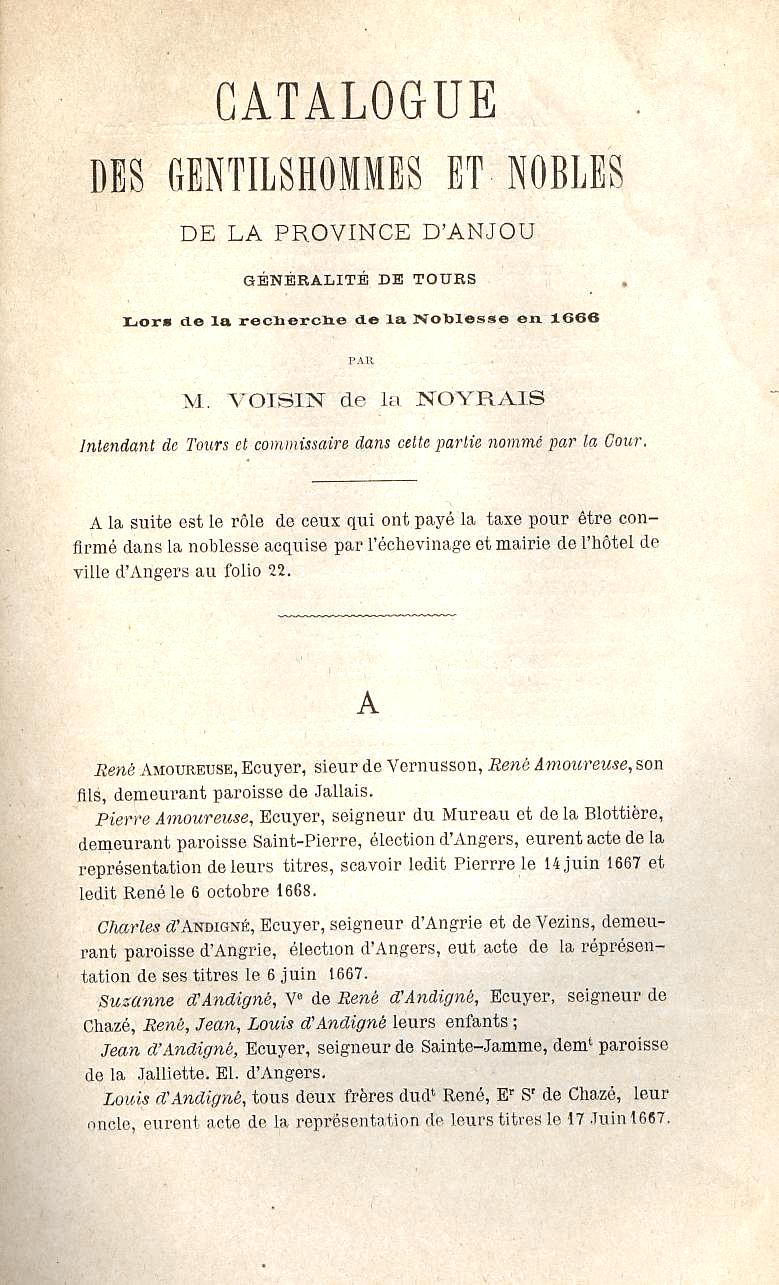 CATALOGUE
DES GENTILSHOMMES ET NOBLES
DE LA PROVINCE D'ANJOU
GÉNÉRALITÉ DE TOURS
Lors de la recherche de la Noblesse en 1666
PAR
M. VOISIN de la NOYRAIS
Intendant de Tours et commissaire dans cette partie nommé par la Cour.
A la suite est le rôle de ceux qui ont payé la taxe pour être con-
firmé dans la noblesse acquise par l'échevinage et mairie de l'hôtel de
ville d'Angers au folio 22.
A
René AMOUREUSE, Ecuyer, sieur de Vernusson, René Amoureuse, son
fils, demeurant paroisse de Jallais.
Pierre Amoureuse, Ecuyer, seigneur du Mureau et de la Blottière,
demeurant paroisse Saint-Pierre, élection d'Angers, eurent acte de la
représentation de leurs titres, scavoir ledit Pierrre le 14 juin 1667 et
ledit René le 6 octobre 1668.
Charles d'ANDIGNÉ, Ecuyer, seigneur d'Angrie et de Vezins, demeu-
rant paroisse d'Angrie, élection d'Angers, eut acte de la réprésen-
tation de ses titres le 6 juin 1667.
Suzanne d'Andigné, Vᵉ de René d'Andigné, Ecuyer, seigneur de
Chazé, René, Jean, Louis d'Andigné leurs enfants ;
Jean d'Andigné, Ecuyer, seigneur de Sainte-Jamme, demᵗ paroisse
de la Jalliette. El. d'Angers.
Louis d'Andigné, tous deux frères dudᵗ René, Eʳ Sʳ de Chazé, leur
oncle, eurent acte de la représentation de leurs titres le 17 Juin 1667.